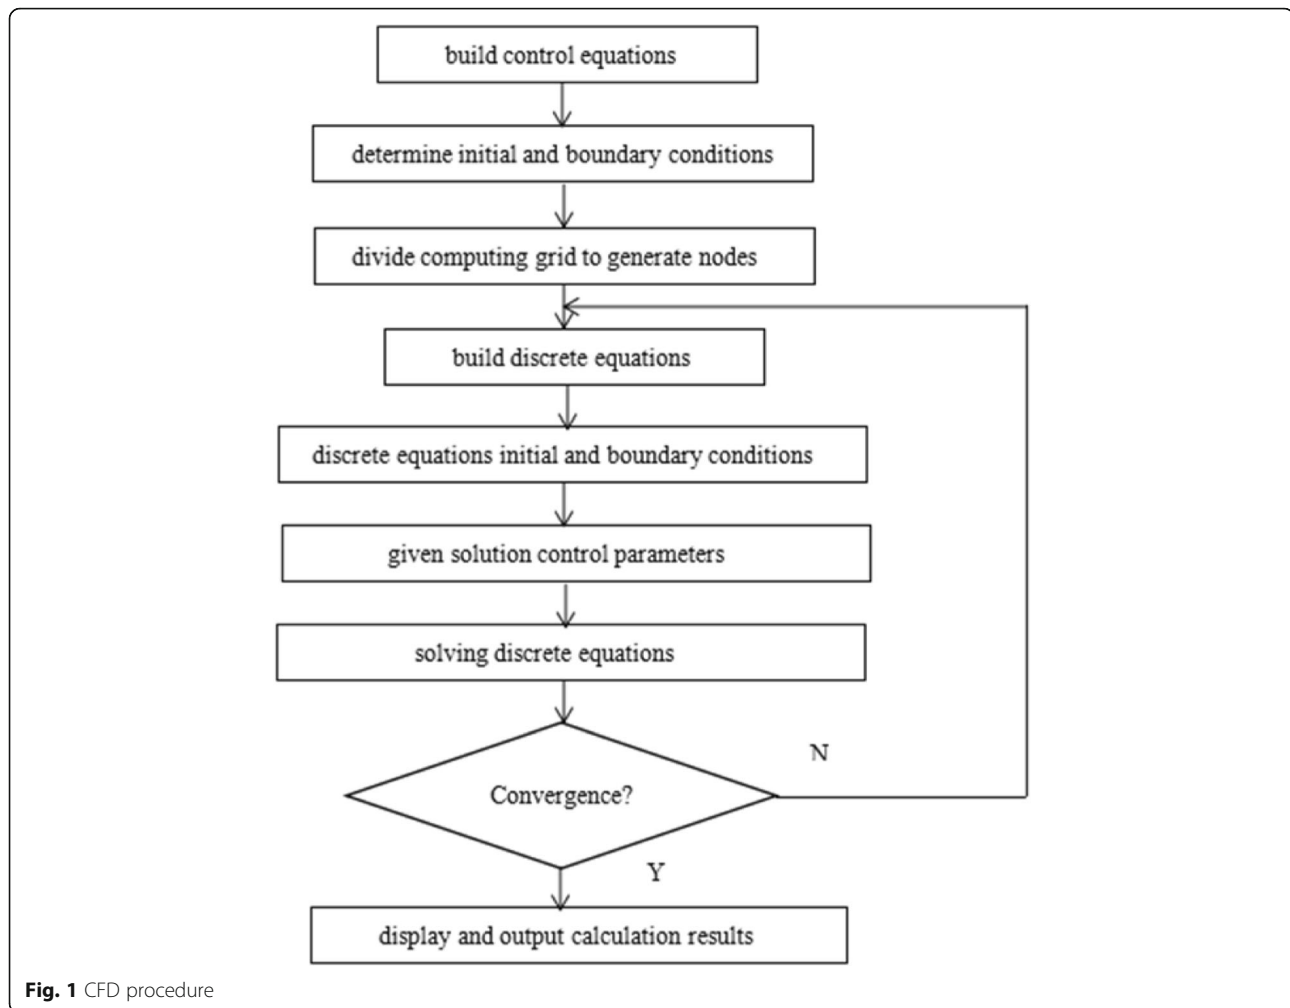 build control equations
determine initial and boundary conditions
divide computing grid to generate nodes
build discrete equations
discrete equations initial and boundary conditions
given solution control parameters
solving discrete equations
N
Convergence?
Y
display and output calculation results
Fig. 1 CFD procedure